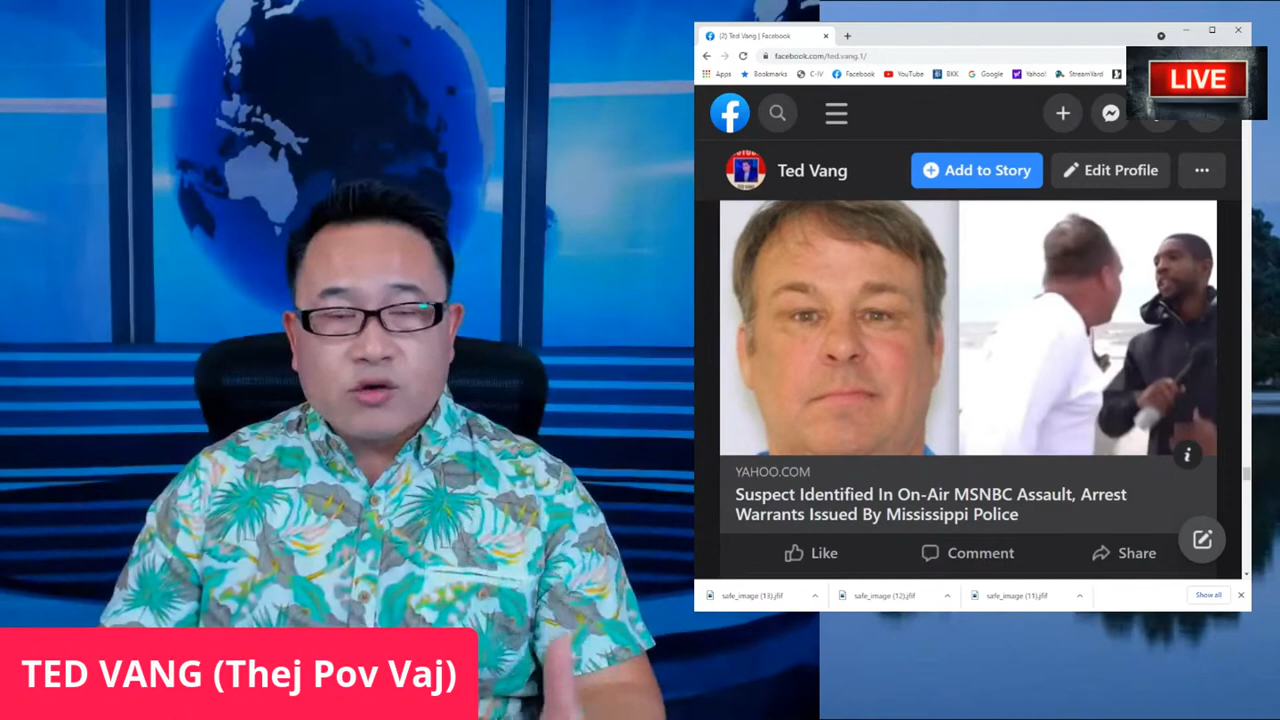 (2) Ted Vang | Facebook
facebook.com/ted.vang.1/
Apps Bookmarks C-IV Facebook YouTube BKK Google Yahoo! StreamYard
LIVE
Ted Vang
Add to Story
Edit Profile
YAHOO.COM
Suspect Identified In On-Air MSNBC Assault, Arrest
Warrants Issued By Mississippi Police
Like Comment Share
safe_image (13).jfif safe_image (12).jfif safe_image (11).jfif Show all
TED VANG (Thej Pov Vaj)